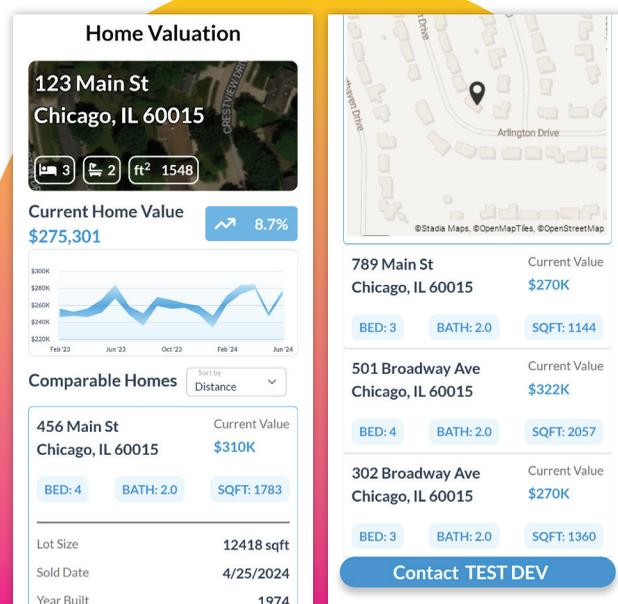 Home Valuation
123 Main St
Chicago, IL 60015
CRESTVIEW DRIV
3
2
ft² 1548
Current Home Value
$275,301
8.7%
$300K
$280K
$260K
$240K
$220K
Feb '23
Jun '23
Oct '23
Feb '24
Jun '24
Comparable Homes
Sort by
Distance
456 Main St
Chicago, IL 60015
Current Value
$310K
BED: 4
BATH: 2.0
SQFT: 1783
Lot Size
12418 sqft
Sold Date
4/25/2024
Year Built
1974
Drive
haven Drive
Arlington Drive
©Stadia Maps, ©OpenMapTiles, ©OpenStreetMap
789 Main St
Chicago, IL 60015
Current Value
$270K
BED: 3
BATH: 2.0
SQFT: 1144
501 Broadway Ave
Chicago, IL 60015
Current Value
$322K
BED: 4
BATH: 2.0
SQFT: 2057
302 Broadway Ave
Chicago, IL 60015
Current Value
$270K
BED: 3
BATH: 2.0
SQFT: 1360
Contact TEST DEV